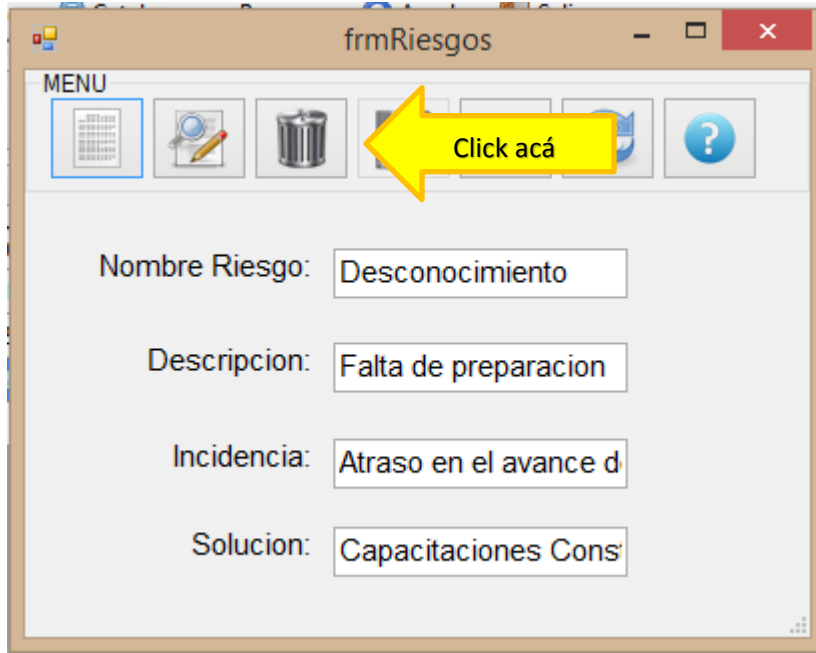 frmRiesgos
MENU
Click acá
Nombre Riesgo: Desconocimiento
Descripcion: Falta de preparacion
Incidencia: Atraso en el avance d
Solucion: Capacitaciones Cons